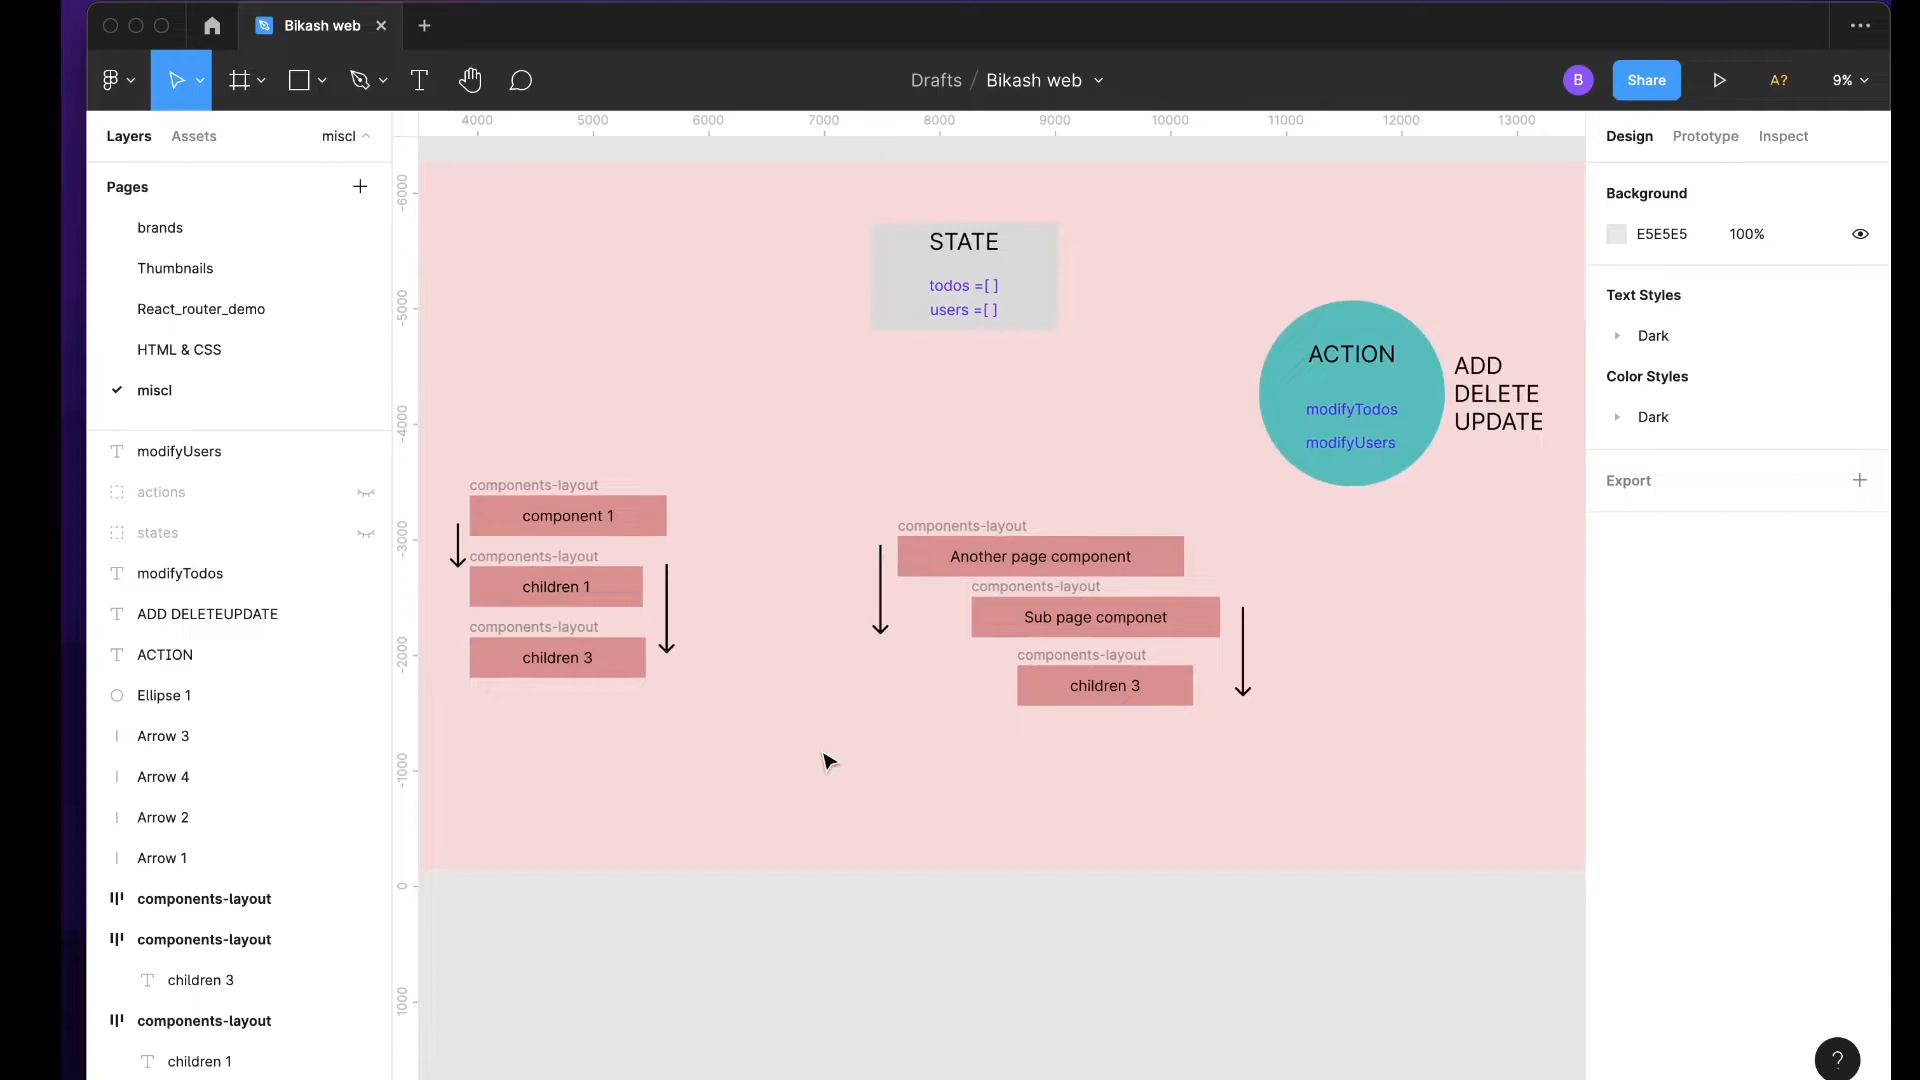 Bikash web
Drafts / Bikash web
B
Share
A?
9%
Layers
Assets
miscl
Pages
brands
Thumbnails
React_router_demo
HTML & CSS
miscl
modifyUsers
actions
states
modifyTodos
ADD DELETEUPDATE
ACTION
Ellipse 1
Arrow 3
Arrow 4
Arrow 2
Arrow 1
components-layout
components-layout
children 3
components-layout
children 1
4000 5000 6000 7000 8000 9000 10000 11000 12000 13000
-6000
-5000
-4000
-3000
-2000
-1000
0
1000
STATE
todos =[ ]
users =[ ]
ACTION
modifyTodos
modifyUsers
ADD
DELETE
UPDATE
components-layout
component 1
components-layout
children 1
components-layout
children 3
components-layout
Another page component
components-layout
Sub page componet
components-layout
children 3
Design
Prototype
Inspect
Background
E5E5E5 100%
Text Styles
Dark
Color Styles
Dark
Export
?